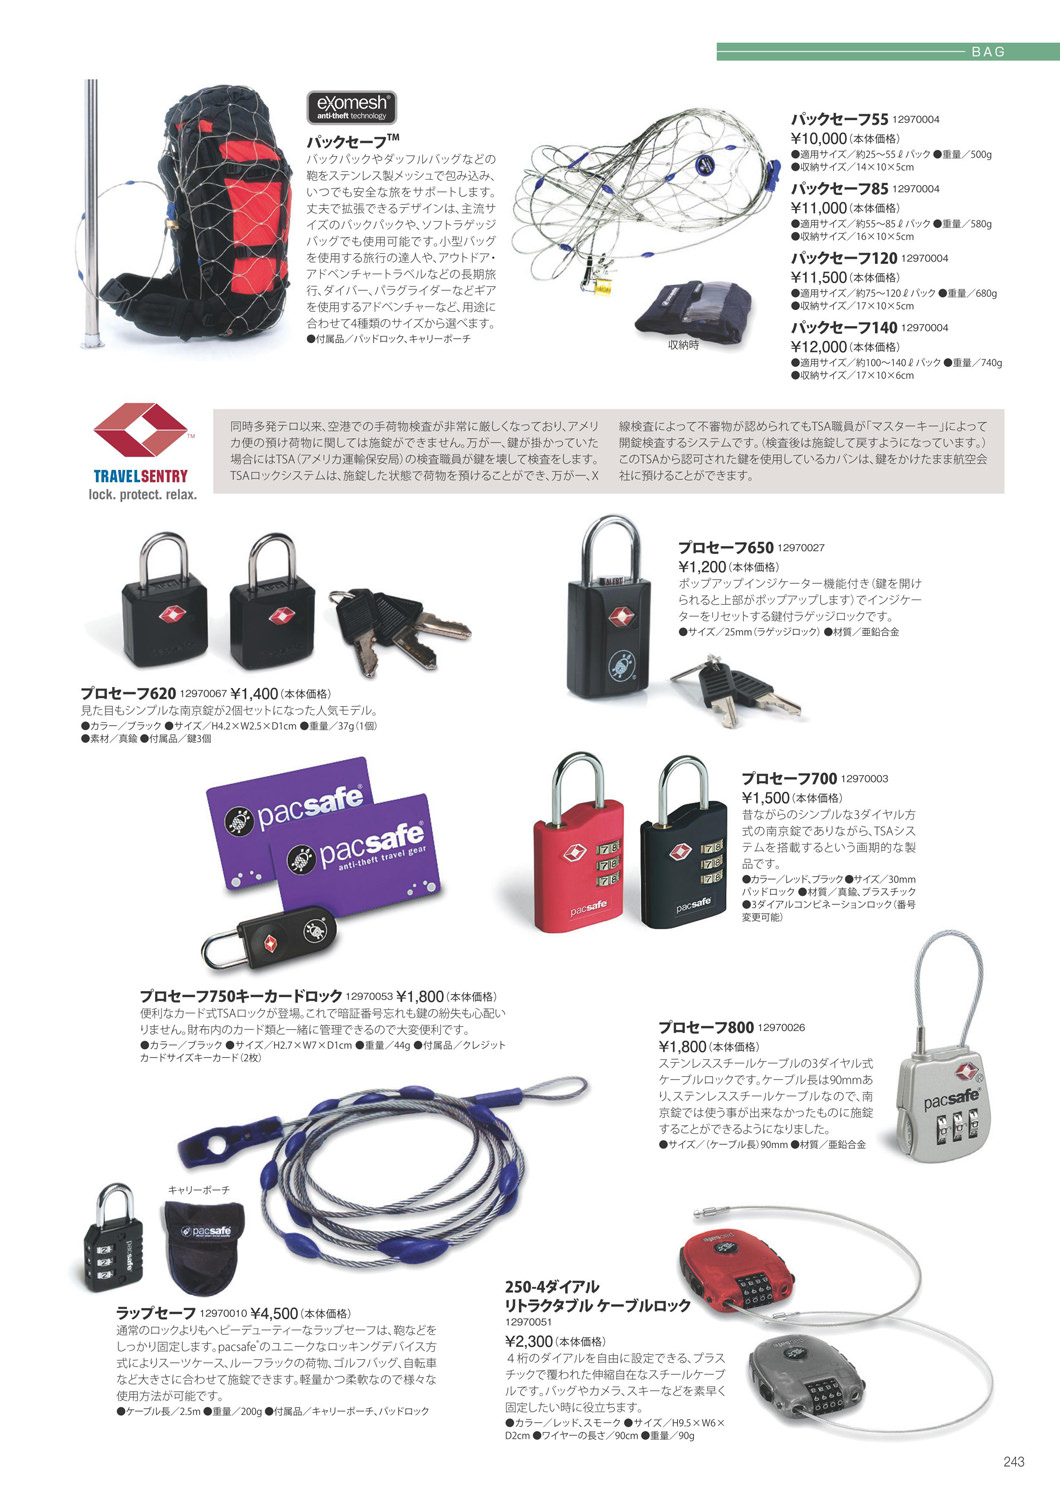 BAG
eXomesh®
anti-theft technology
パックセーフ™
バックパックやダッフルバッグなどの
鞄をステンレス製メッシュで包み込み、
いつでも安全な旅をサポートします。
丈夫で拡張できるデザインは、主流サ
イズのバックパックや、ソフトラゲッジ
バッグでも使用可能です。小型バッグ
を使用する旅行の達人や、アウトドア・
アドベンチャートラベルなどの長期旅
行、ダイバー、パラグライダーなどギア
を使用するアドベンチャーなど、用途に
合わせて4種類のサイズから選べます。
●付属品／パッドロック、キャリーポーチ
収納時
パックセーフ55 12970004
¥10,000（本体価格）
●適用サイズ／約25〜55ℓパック ●重量／500g
●収納サイズ／14×10×5cm
パックセーフ85 12970004
¥11,000（本体価格）
●適用サイズ／約55〜85ℓパック ●重量／580g
●収納サイズ／16×10×5cm
パックセーフ120 12970004
¥11,500（本体価格）
●適用サイズ／約75〜120ℓパック ●重量／680g
●収納サイズ／17×10×5cm
パックセーフ140 12970004
¥12,000（本体価格）
●適用サイズ／約100〜140ℓパック ●重量／740g
●収納サイズ／17×10×6cm
TM
TRAVEL SENTRY
lock. protect. relax.
同時多発テロ以来、空港での手荷物検査が非常に厳しくなっており、アメリ
カ便の預け荷物に関しては施錠ができません。万が一、鍵が掛かっていた
場合にはTSA（アメリカ運輸保安局）の検査職員が鍵を壊して検査をします。
TSAロックシステムは、施錠した状態で荷物を預けることができ、万が一、X
線検査によって不審物が認められてもTSA職員が「マスターキー」によって
開錠検査するシステムです。（検査後は施錠して戻すようになっています。）
このTSAから認可された鍵を使用しているカバンは、鍵をかけたまま航空会
社に預けることができます。
プロセーフ650 12970027
¥1,200（本体価格）
ポップアップインジケーター機能付き（鍵を開け
られると上部がポップアップします）でインジケー
ターをリセットする鍵付ラゲッジロックです。
●サイズ／25mm（ラゲッジロック） ●材質／亜鉛合金
プロセーフ620 12970067 ¥1,400（本体価格）
見た目もシンプルな南京錠が2個セットになった人気モデル。
●カラー／ブラック ●サイズ／H4.2×W2.5×D1cm ●重量／37g（1個）
●素材／真鍮 ●付属品／鍵3個
pacsafe®
pacsafe®
anti-theft travel gear
プロセーフ700 12970003
¥1,500（本体価格）
昔ながらのシンプルな3ダイヤル方
式の南京錠でありながら、TSAシス
テムを搭載するという画期的な製
品です。
●カラー／レッド、ブラック ●サイズ／30mm
パッドロック ●材質／真鍮、プラスチック
●3ダイアルコンビネーションロック（番号
変更可能）
pacsafe
pacsafe
プロセーフ750キーカードロック 12970053 ¥1,800（本体価格）
便利なカード式TSAロックが登場。これで暗証番号忘れも鍵の紛失も心配い
りません。財布内のカード類と一緒に管理できるので大変便利です。
●カラー／ブラック ●サイズ／H2.7×W7×D1cm ●重量／44g ●付属品／クレジット
カードサイズキーカード（2枚）
プロセーフ800 12970026
¥1,800（本体価格）
ステンレススチールケーブルの3ダイヤル式
ケーブルロックです。ケーブル長は90mmあ
り、ステンレススチールケーブルなので、南
京錠では使う事が出来なかったものに施錠
することができるようになりました。
●サイズ／（ケーブル長）90mm ●材質／亜鉛合金
pacsafe
キャリーポーチ
pacsafe
pacsafe
ラップセーフ 12970010 ¥4,500（本体価格）
通常のロックよりもヘビーデューティーなラップセーフは、鞄などを
しっかり固定します。pacsafe®のユニークなロッキングデバイス方
式によりスーツケース、ルーフラックの荷物、ゴルフバッグ、自転車
など大きさに合わせて施錠できます。軽量かつ柔軟なので様々な
使用方法が可能です。
●ケーブル長／2.5m ●重量／200g ●付属品／キャリーポーチ、パッドロック
250-4ダイアル
リトラクタブル ケーブルロック
12970051
¥2,300（本体価格）
４桁のダイアルを自由に設定できる、プラス
チックで覆われた伸縮自在なスチールケーブ
ルです。バッグやカメラ、スキーなどを素早く
固定したい時に役立ちます。
●カラー／レッド、スモーク ●サイズ／H9.5×W6×
D2cm ●ワイヤーの長さ／90cm ●重量／90g
243